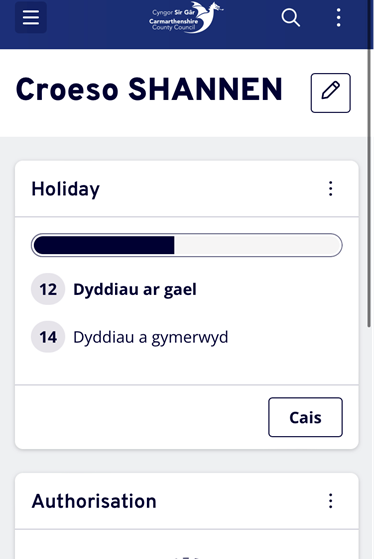 Cyngor Sir Gâr
Carmarthenshire
County Council
Croeso SHANNEN
Holiday
12 Dyddiau ar gael
14 Dyddiau a gymerwyd
Cais
Authorisation